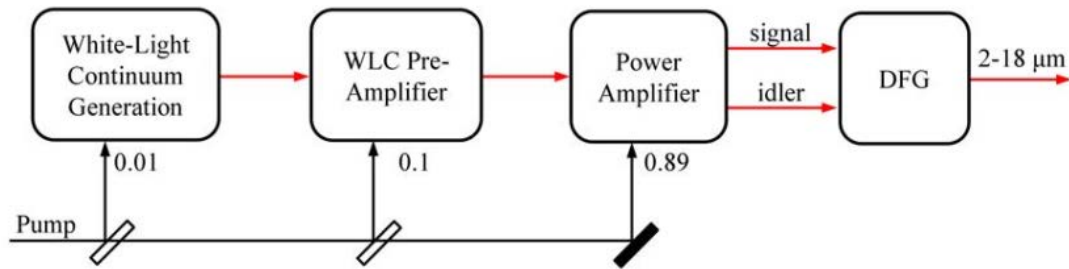 White-Light
Continuum
Generation
WLC Pre-
Amplifier
Power
Amplifier
signal
idler
DFG
2-18 μm
0.01
0.1
0.89
Pump